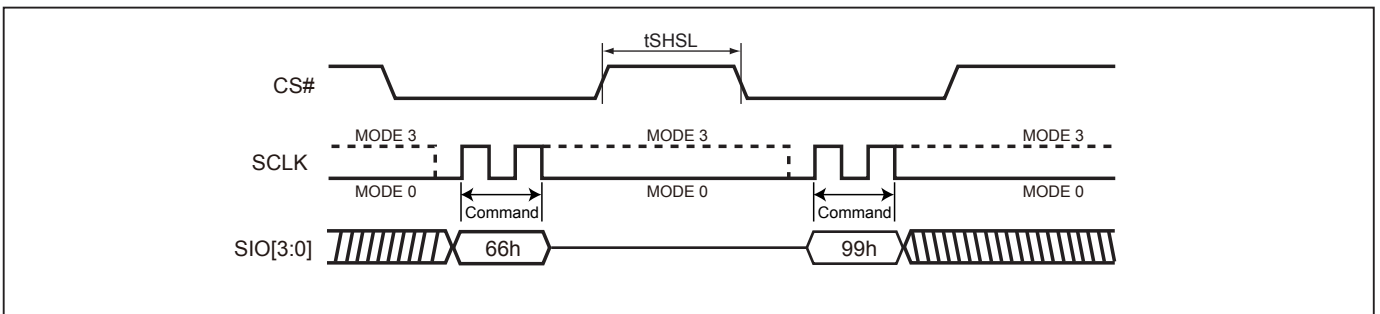 tSHSL
CS#
MODE 3 MODE 3 MODE 3
SCLK
MODE 0 MODE 0 MODE 0
Command Command
SIO[3:0] 66h 99h